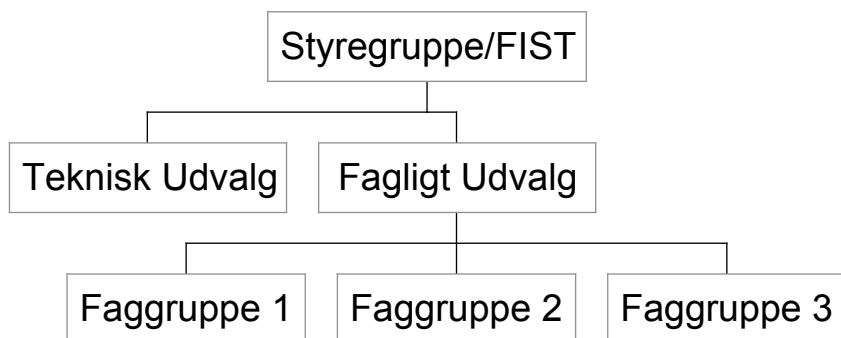 Styregruppe/FIST
Teknisk Udvalg
Fagligt Udvalg
Faggruppe 1
Faggruppe 2
Faggruppe 3